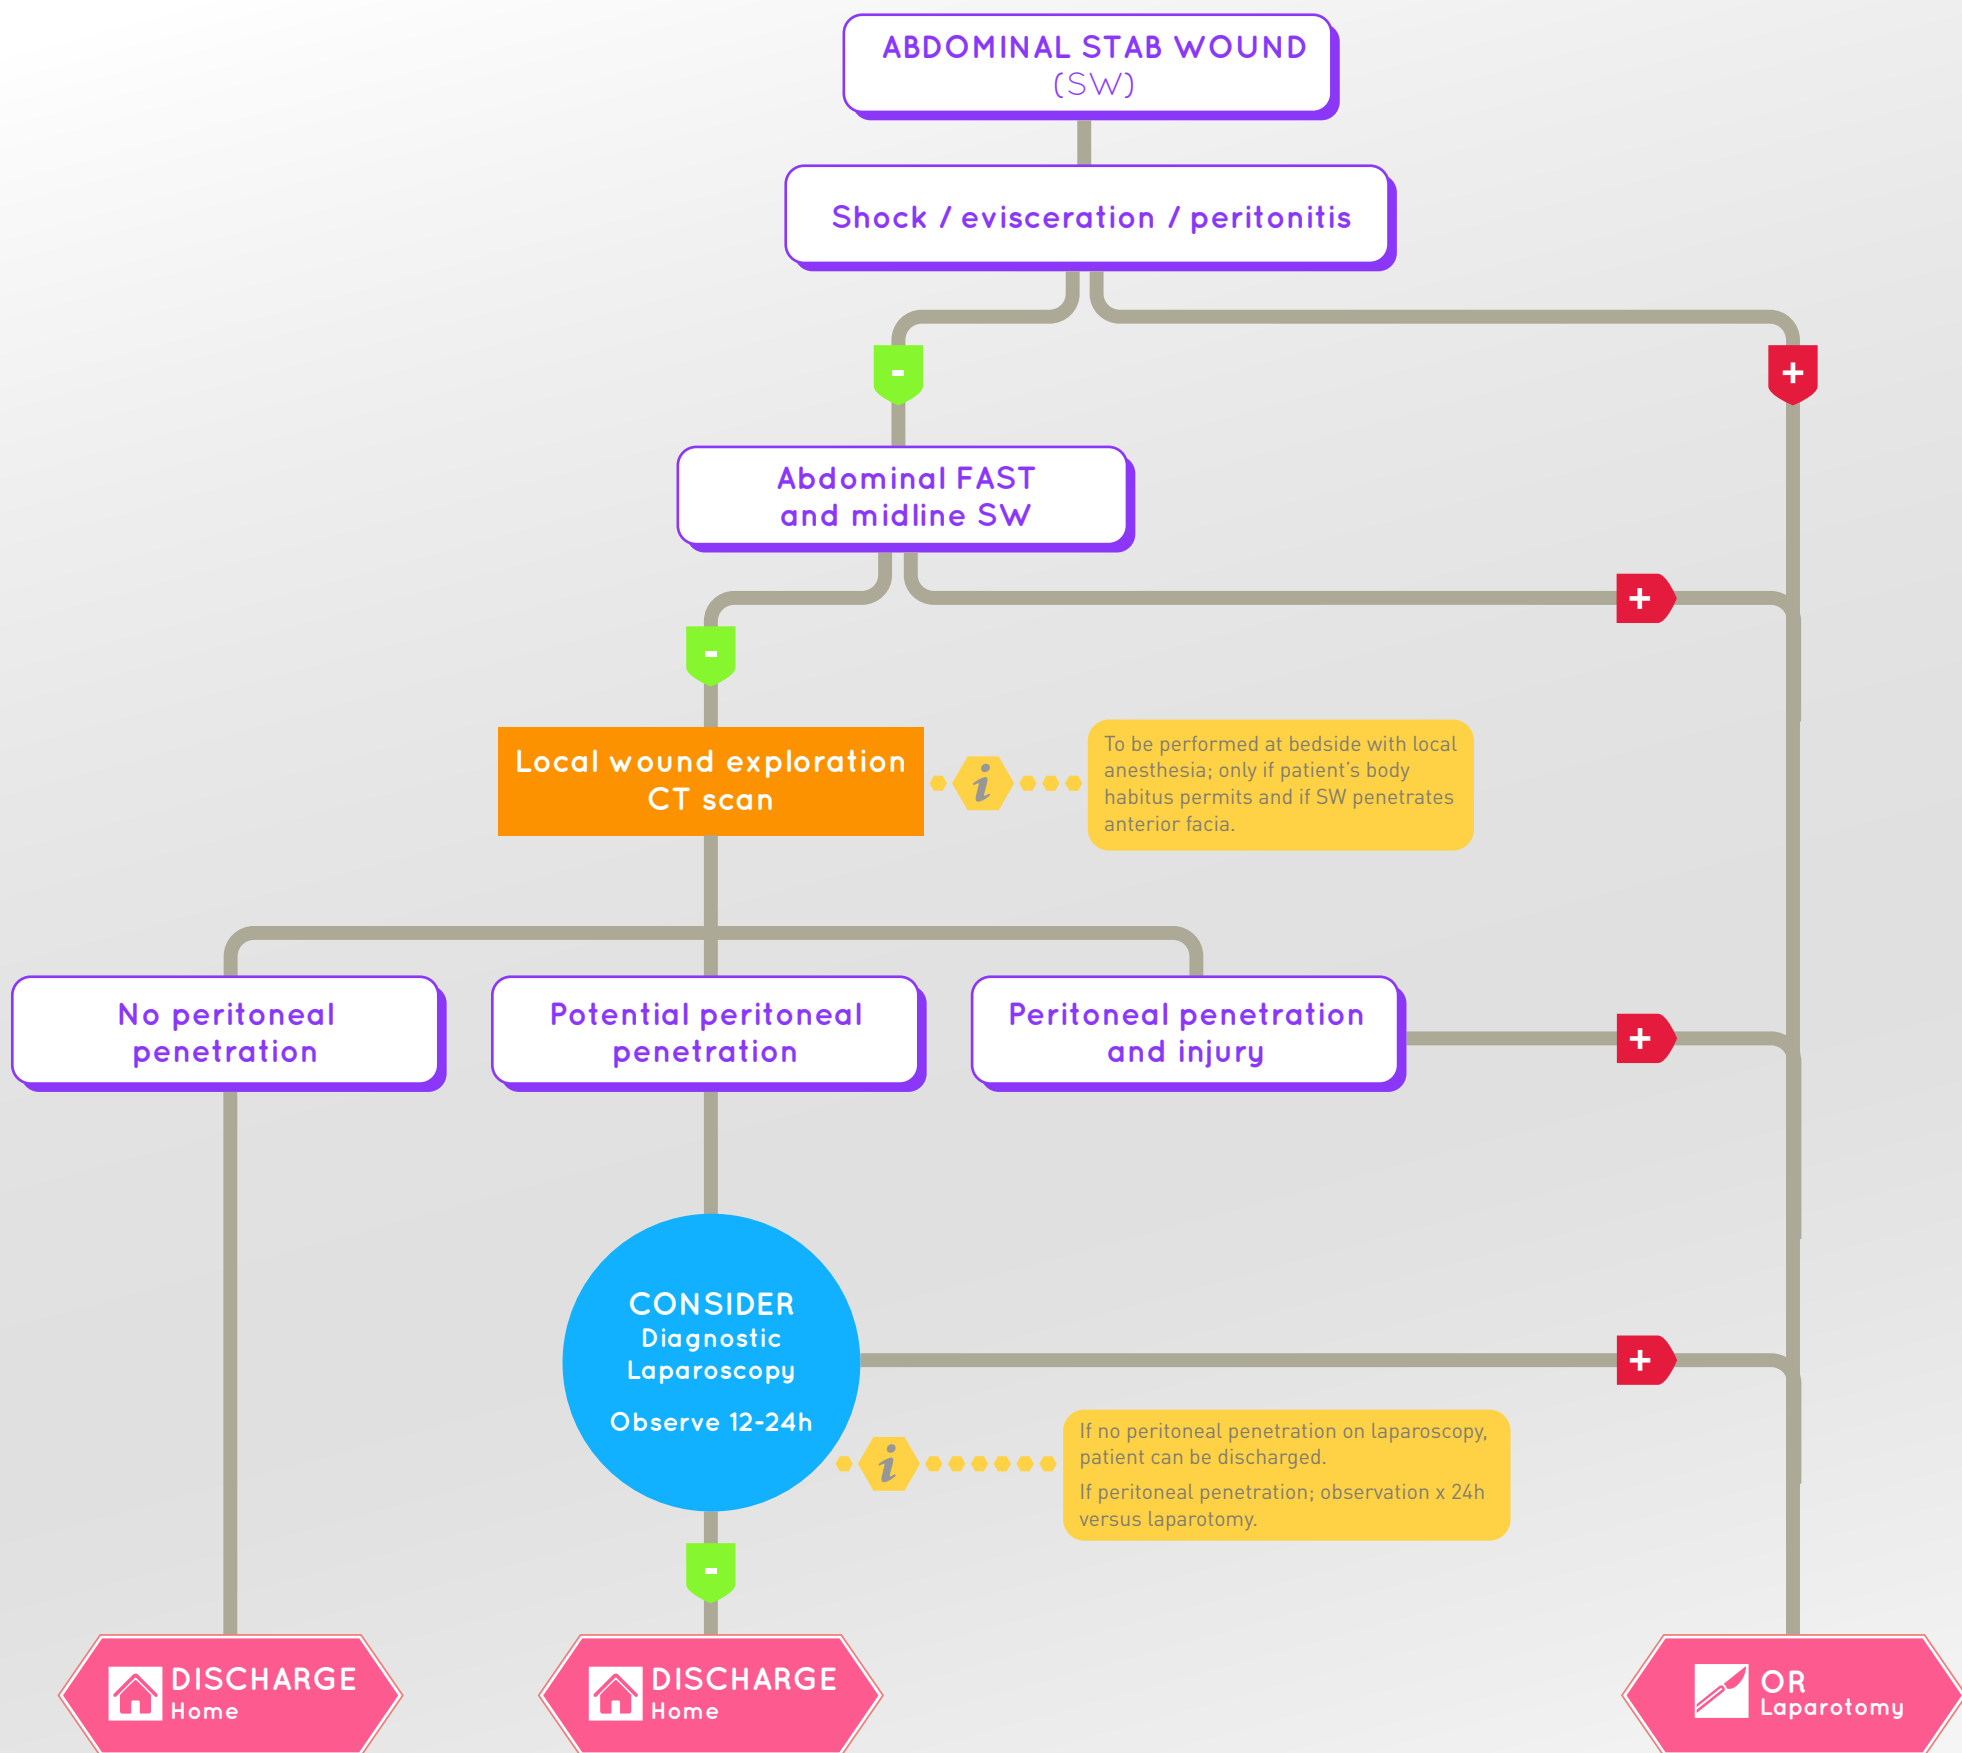 ABDOMINAL STAB WOUND
(SW)
Shock / evisceration / peritonitis
-
+
Abdominal FAST
and midline SW
+
-
Local wound exploration
CT scan
i
To be performed at bedside with local
anesthesia; only if patient's body
habitus permits and if SW penetrates
anterior facia.
No peritoneal
penetration
Potential peritoneal
penetration
Peritoneal penetration
and injury
+
CONSIDER
Diagnostic
Laparoscopy
Observe 12-24h
+
i
If no peritoneal penetration on laparoscopy,
patient can be discharged.
If peritoneal penetration; observation x 24h
versus laparotomy.
-
DISCHARGE
Home
DISCHARGE
Home
OR
Laparotomy